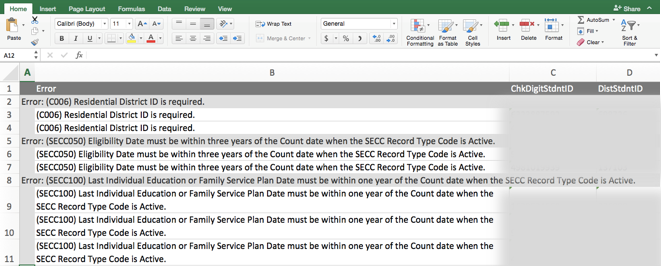 Home Insert Page Layout Formulas Data Review View Share
Calibri (Body) 11 A A Wrap Text General AutoSum
Paste B I U A Merge & Center $ % Conditional Formatting Format as Table Cell Styles Insert Delete Format Fill Clear Sort & Filter
A12 fx
A B C D
1 Error ChkDigitStdntID DistStdntID
2 Error: (C006) Residential District ID is required.
3 (C006) Residential District ID is required.
4 (C006) Residential District ID is required.
5 Error: (SECC050) Eligibility Date must be within three years of the Count date when the SECC Record Type Code is Active.
6 (SECC050) Eligibility Date must be within three years of the Count date when the SECC Record Type Code is Active.
7 (SECC050) Eligibility Date must be within three years of the Count date when the SECC Record Type Code is Active.
8 Error: (SECC100) Last Individual Education or Family Service Plan Date must be within one year of the Count date when the SECC Record Type Code is Active.
(SECC100) Last Individual Education or Family Service Plan Date must be within one year of the Count date when the
9 SECC Record Type Code is Active.
(SECC100) Last Individual Education or Family Service Plan Date must be within one year of the Count date when the
10 SECC Record Type Code is Active.
(SECC100) Last Individual Education or Family Service Plan Date must be within one year of the Count date when the
11 SECC Record Type Code is Active.